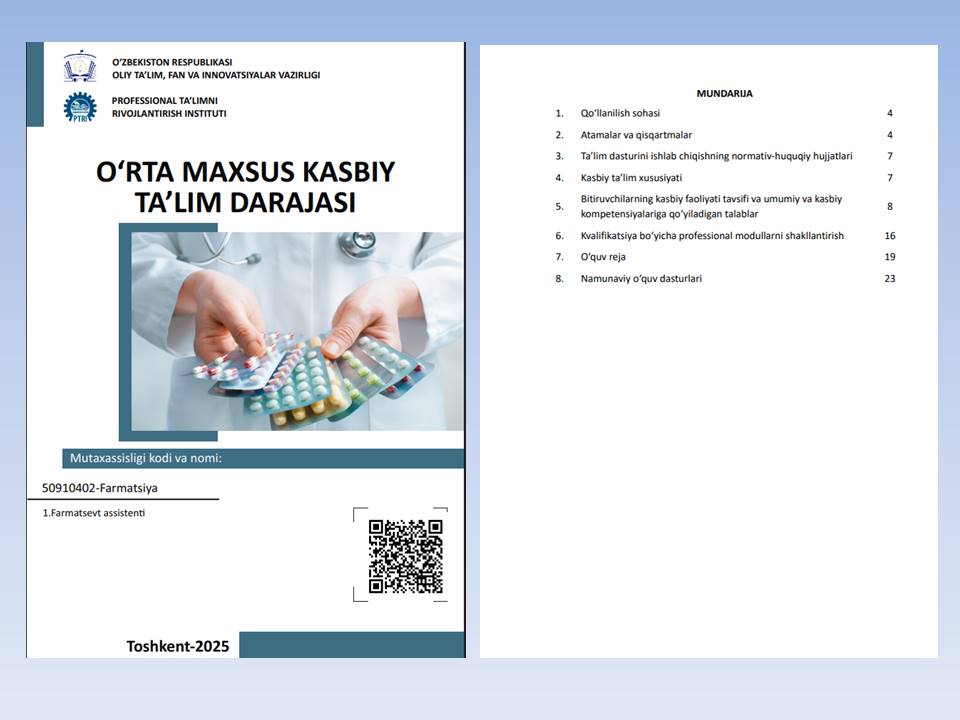 O‘ZBEKISTON RESPUBLIKASI
OLIY TA’LIM, FAN VA INNOVATSIYALAR VAZIRLIGI
PTRI
PROFESSIONAL TA’LIMNI
RIVOJLANTIRISH INSTITUTI
O‘RTA MAXSUS KASBIY
TA’LIM DARAJASI
Mutaxassisligi kodi va nomi:
50910402-Farmatsiya
1.Farmatsevt assistenti
Toshkent-2025
MUNDARIJA
1. Qo‘llanilish sohasi 4
2. Atamalar va qisqartmalar 4
3. Ta’lim dasturini ishlab chiqishning normativ-huquqiy hujjatlari 7
4. Kasbiy ta’lim xususiyati 7
5. Bitiruvchilarning kasbiy faoliyati tavsifi va umumiy va kasbiy
kompetensiyalariga qo‘yiladigan talablar 8
6. Kvalifikatsiya bo‘yicha professional modullarni shakllantirish 16
7. O‘quv reja 19
8. Namunaviy o‘quv dasturlari 23